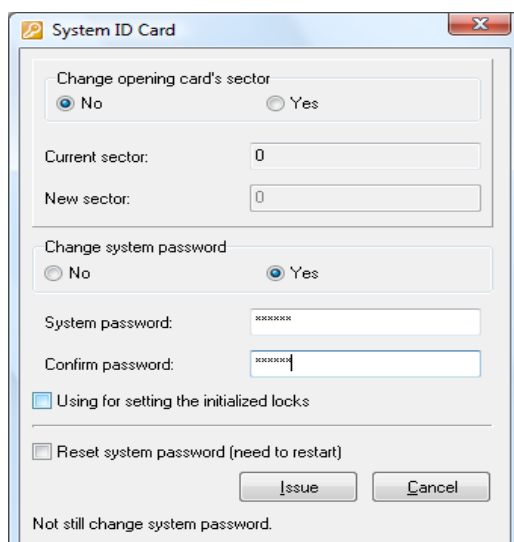 System ID Card
Change opening card's sector
No Yes
Current sector: 0
New sector: 0
Change system password
No Yes
System password: ××××××
Confirm password: ××××××
Using for setting the initialized locks
Reset system password (need to restart)
Issue Cancel
Not still change system password.